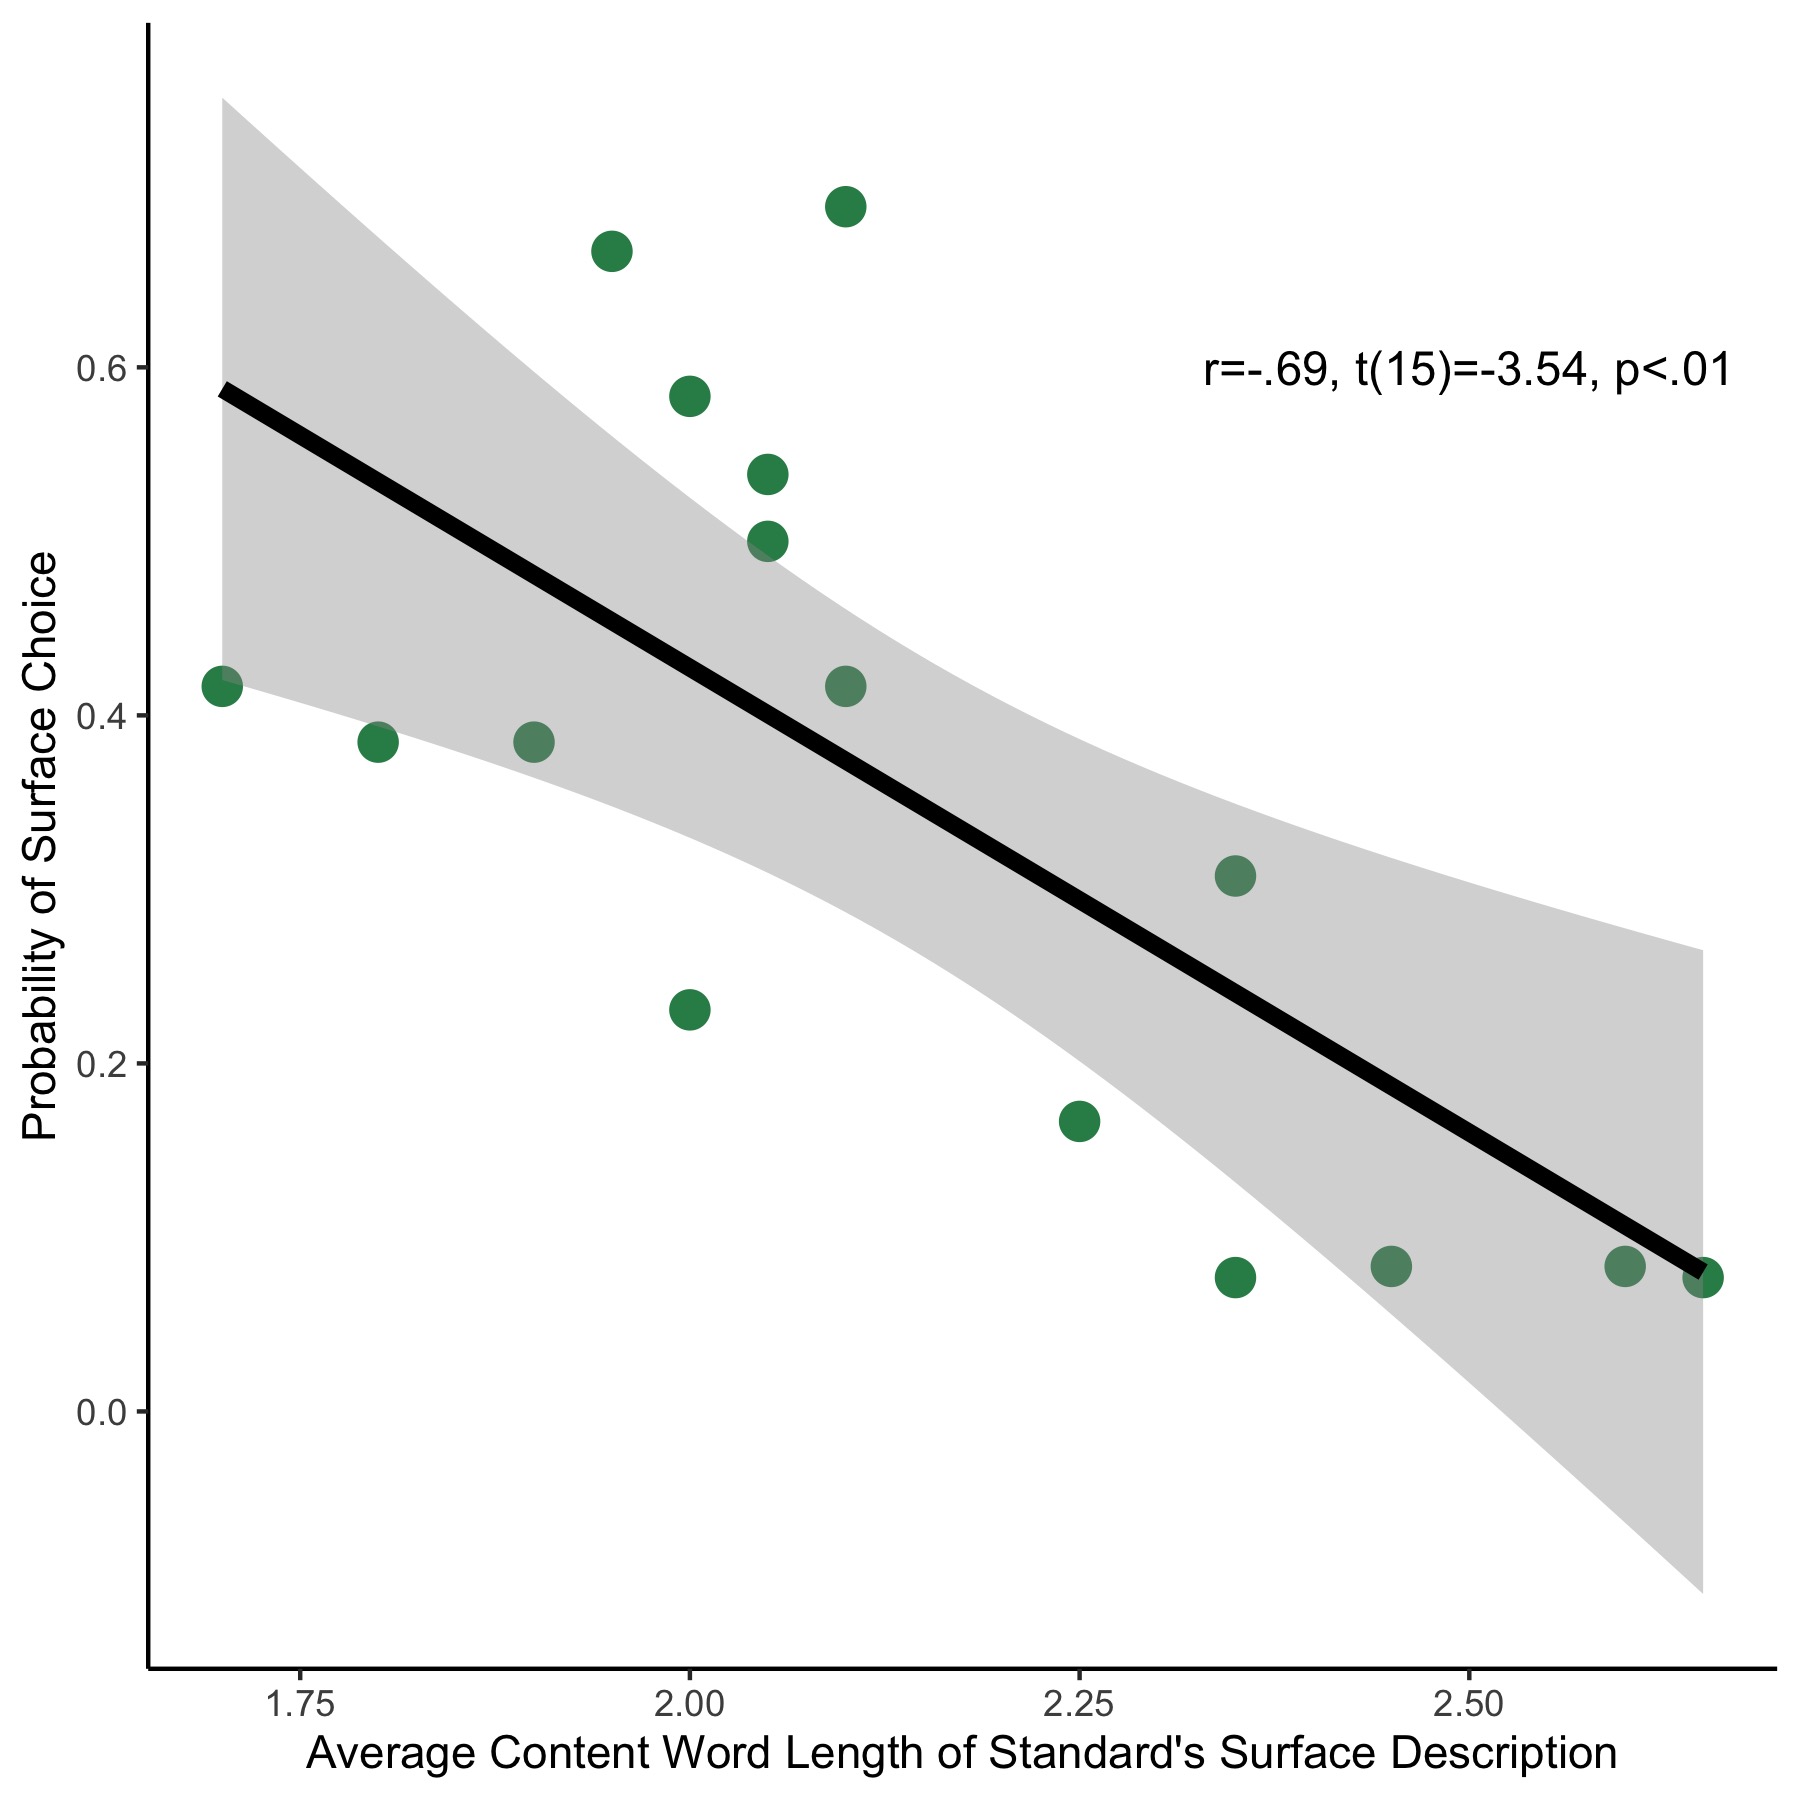 r=-.69, t(15)=-3.54, p<.01
Probability of Surface Choice
0.6
0.4
0.2
0.0
1.75 2.00 2.25 2.50
Average Content Word Length of Standard's Surface Description